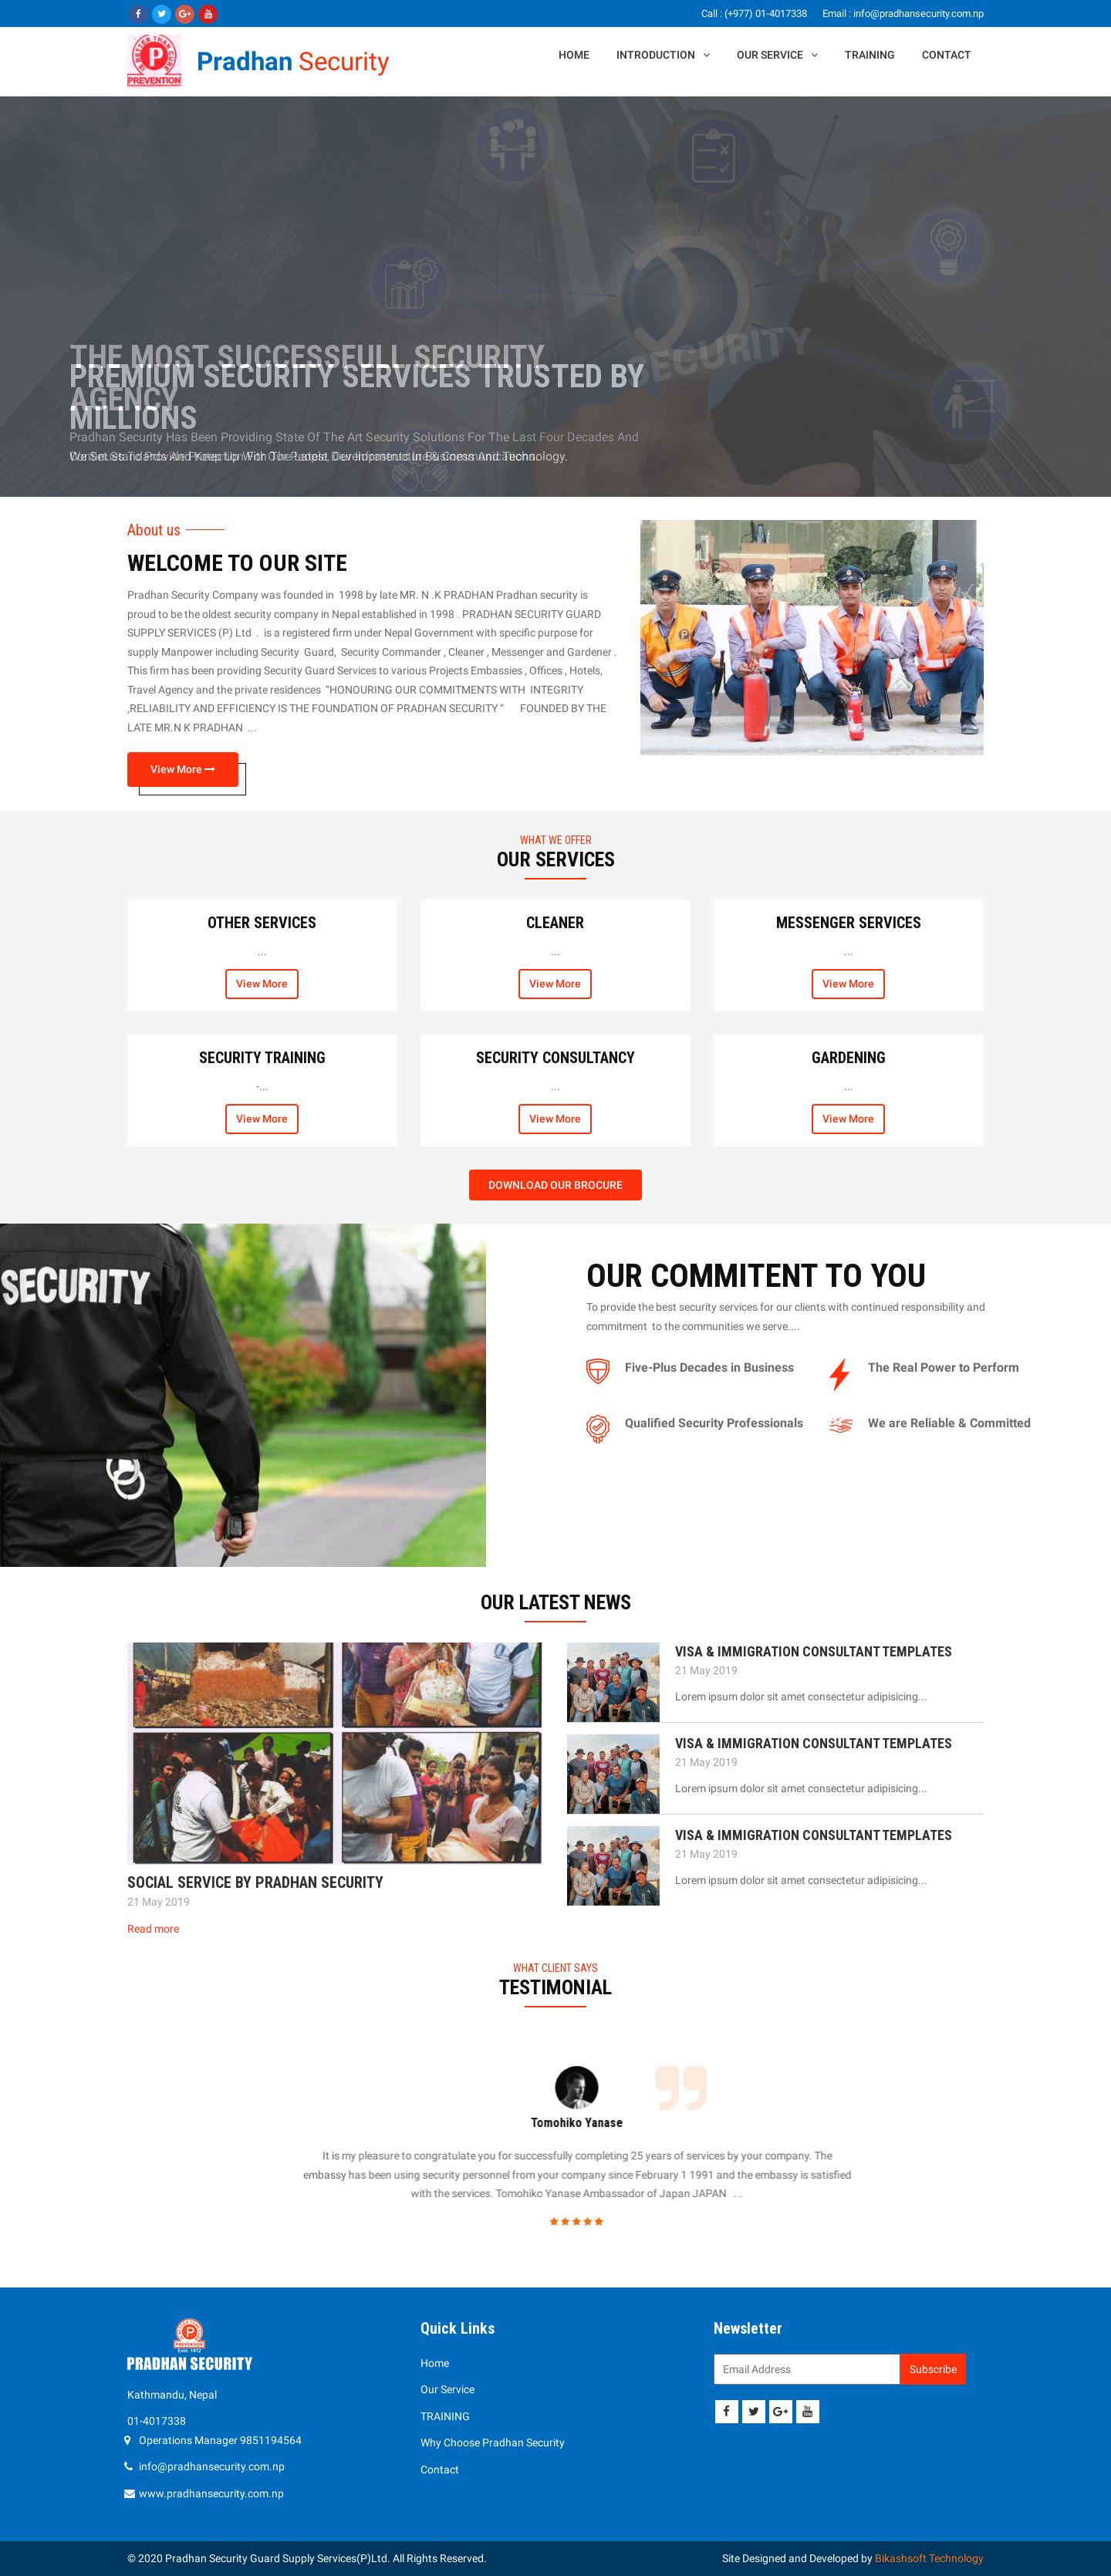 Call : (+977) 01-4017338 Email : info@pradhansecurity.com.np
BETTER THAN CURE
P
PREVENTION
Pradhan Security
HOME INTRODUCTION OUR SERVICE TRAINING CONTACT
SECURITY
THE MOST SUCCESSFULL SECURITY
AGENCY
PREMIUM SECURITY SERVICES TRUSTED BY
MILLIONS
Pradhan Security Has Been Providing State Of The Art Security Solutions For The Last Four Decades And
We Set Standards And Keep Up With The Latest Developments In Business And Technology.
About us
WELCOME TO OUR SITE
Pradhan Security Company was founded in 1998 by late MR. N .K PRADHAN Pradhan security is
proud to be the oldest security company in Nepal established in 1998 . PRADHAN SECURITY GUARD
SUPPLY SERVICES (P) Ltd . is a registered firm under Nepal Government with specific purpose for
supply Manpower including Security Guard, Security Commander , Cleaner , Messenger and Gardener .
This firm has been providing Security Guard Services to various Projects Embassies , Offices , Hotels,
Travel Agency and the private residences “HONOURING OUR COMMITMENTS WITH INTEGRITY
,RELIABILITY AND EFFICIENCY IS THE FOUNDATION OF PRADHAN SECURITY “ FOUNDED BY THE
LATE MR.N K PRADHAN ...
View More
WHAT WE OFFER
OUR SERVICES
OTHER SERVICES
...
View More
CLEANER
...
View More
MESSENGER SERVICES
...
View More
SECURITY TRAINING
-...
View More
SECURITY CONSULTANCY
...
View More
GARDENING
...
View More
DOWNLOAD OUR BROCURE
SECURITY
OUR COMMITENT TO YOU
To provide the best security services for our clients with continued responsibility and
commitment to the communities we serve....
Five-Plus Decades in Business
The Real Power to Perform
Qualified Security Professionals
We are Reliable & Committed
OUR LATEST NEWS
SOCIAL SERVICE BY PRADHAN SECURITY
21 May 2019
Read more
VISA & IMMIGRATION CONSULTANT TEMPLATES
21 May 2019
Lorem ipsum dolor sit amet consectetur adipisicing...
VISA & IMMIGRATION CONSULTANT TEMPLATES
21 May 2019
Lorem ipsum dolor sit amet consectetur adipisicing...
VISA & IMMIGRATION CONSULTANT TEMPLATES
21 May 2019
Lorem ipsum dolor sit amet consectetur adipisicing...
WHAT CLIENT SAYS
TESTIMONIAL
Tomohiko Yanase
It is my pleasure to congratulate you for successfully completing 25 years of services by your company. The
embassy has been using security personnel from your company since February 1 1991 and the embassy is satisfied
with the services. Tomohiko Yanase Ambassador of Japan JAPAN ...
P
PREVENTION
Estd. 1972
PRADHAN SECURITY
Kathmandu, Nepal
01-4017338
Operations Manager 9851194564
info@pradhansecurity.com.np
www.pradhansecurity.com.np
Quick Links
Home
Our Service
TRAINING
Why Choose Pradhan Security
Contact
Newsletter
Email Address Subscribe
© 2020 Pradhan Security Guard Supply Services(P)Ltd. All Rights Reserved.
Site Designed and Developed by Bikashsoft Technology